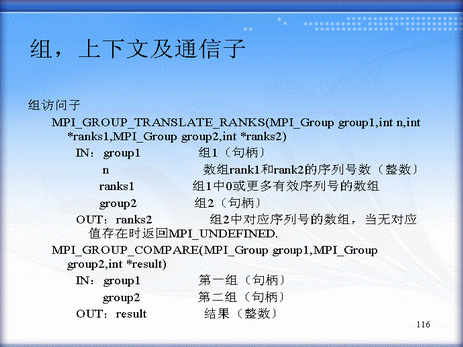 组，上下文及通信子
组访问子
MPI_GROUP_TRANSLATE_RANKS(MPI_Group group1,int n,int
*ranks1,MPI_Group group2,int *ranks2)
IN：group1 组1（句柄）
n 数组rank1和rank2的序列号数（整数）
ranks1 组1中0或更多有效序列号的数组
group2 组2（句柄）
OUT：ranks2 组2中对应序列号的数组，当无对应
值存在时返回MPI_UNDEFINED.
MPI_GROUP_COMPARE(MPI_Group group1,MPI_Group
group2,int *result)
IN：group1 第一组（句柄）
group2 第二组（句柄）
OUT：result 结果（整数）
116